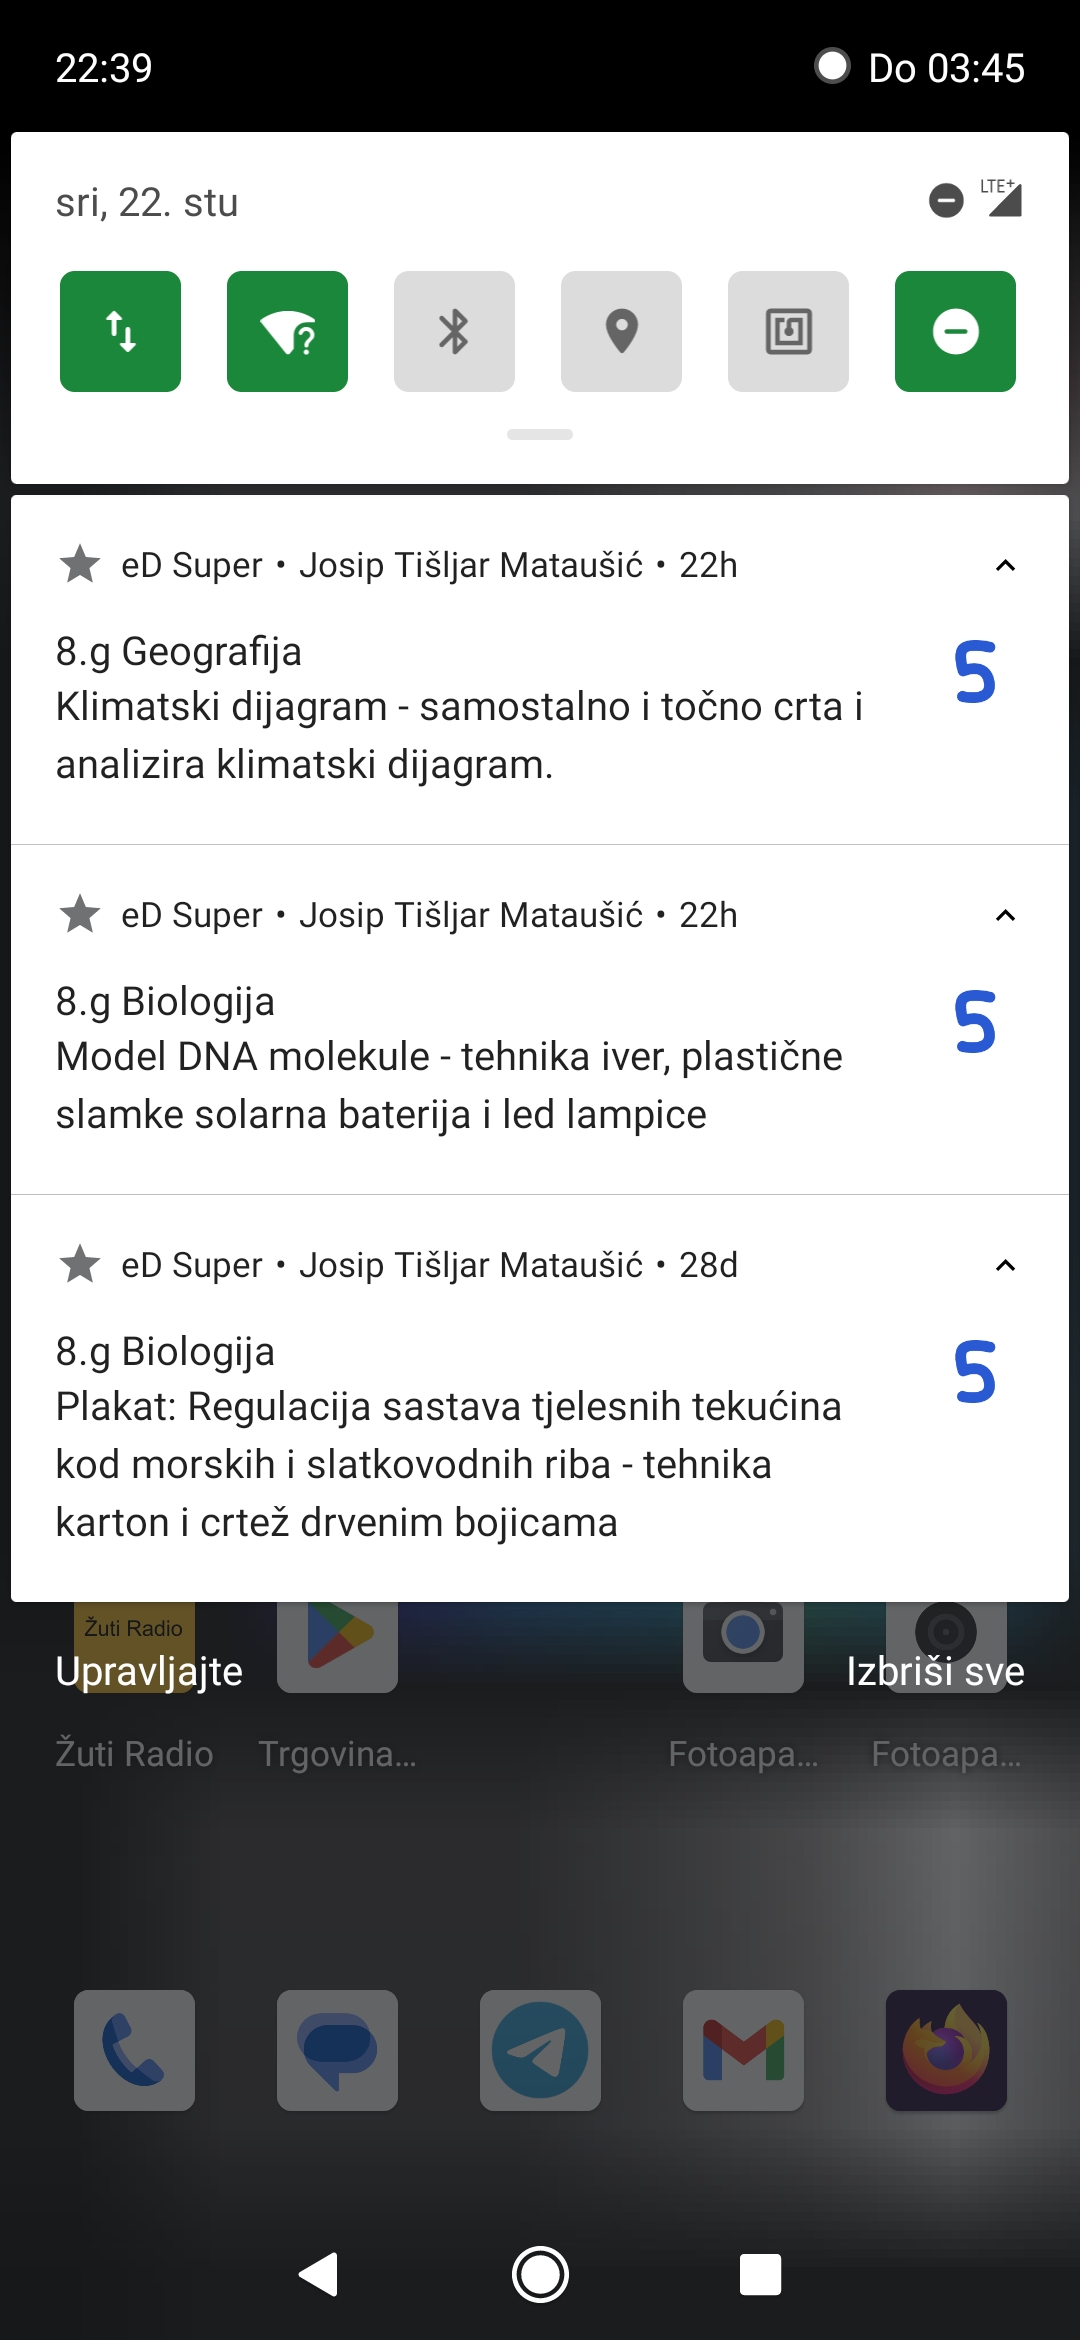 22:39
Do 03:45
sri, 22. stu
LTE+
eD Super • Josip Tišljar Mataušić • 22h
8.g Geografija
5
Klimatski dijagram - samostalno i točno crta i
analizira klimatski dijagram.
eD Super • Josip Tišljar Mataušić • 22h
8.g Biologija
5
Model DNA molekule - tehnika iver, plastične
slamke solarna baterija i led lampice
eD Super • Josip Tišljar Mataušić • 28d
8.g Biologija
5
Plakat: Regulacija sastava tjelesnih tekućina
kod morskih i slatkovodnih riba - tehnika
karton i crtež drvenim bojicama
Žuti Radio
Upravljajte
Izbriši sve
Žuti Radio
Trgovina...
Fotoapa...
Fotoapa...